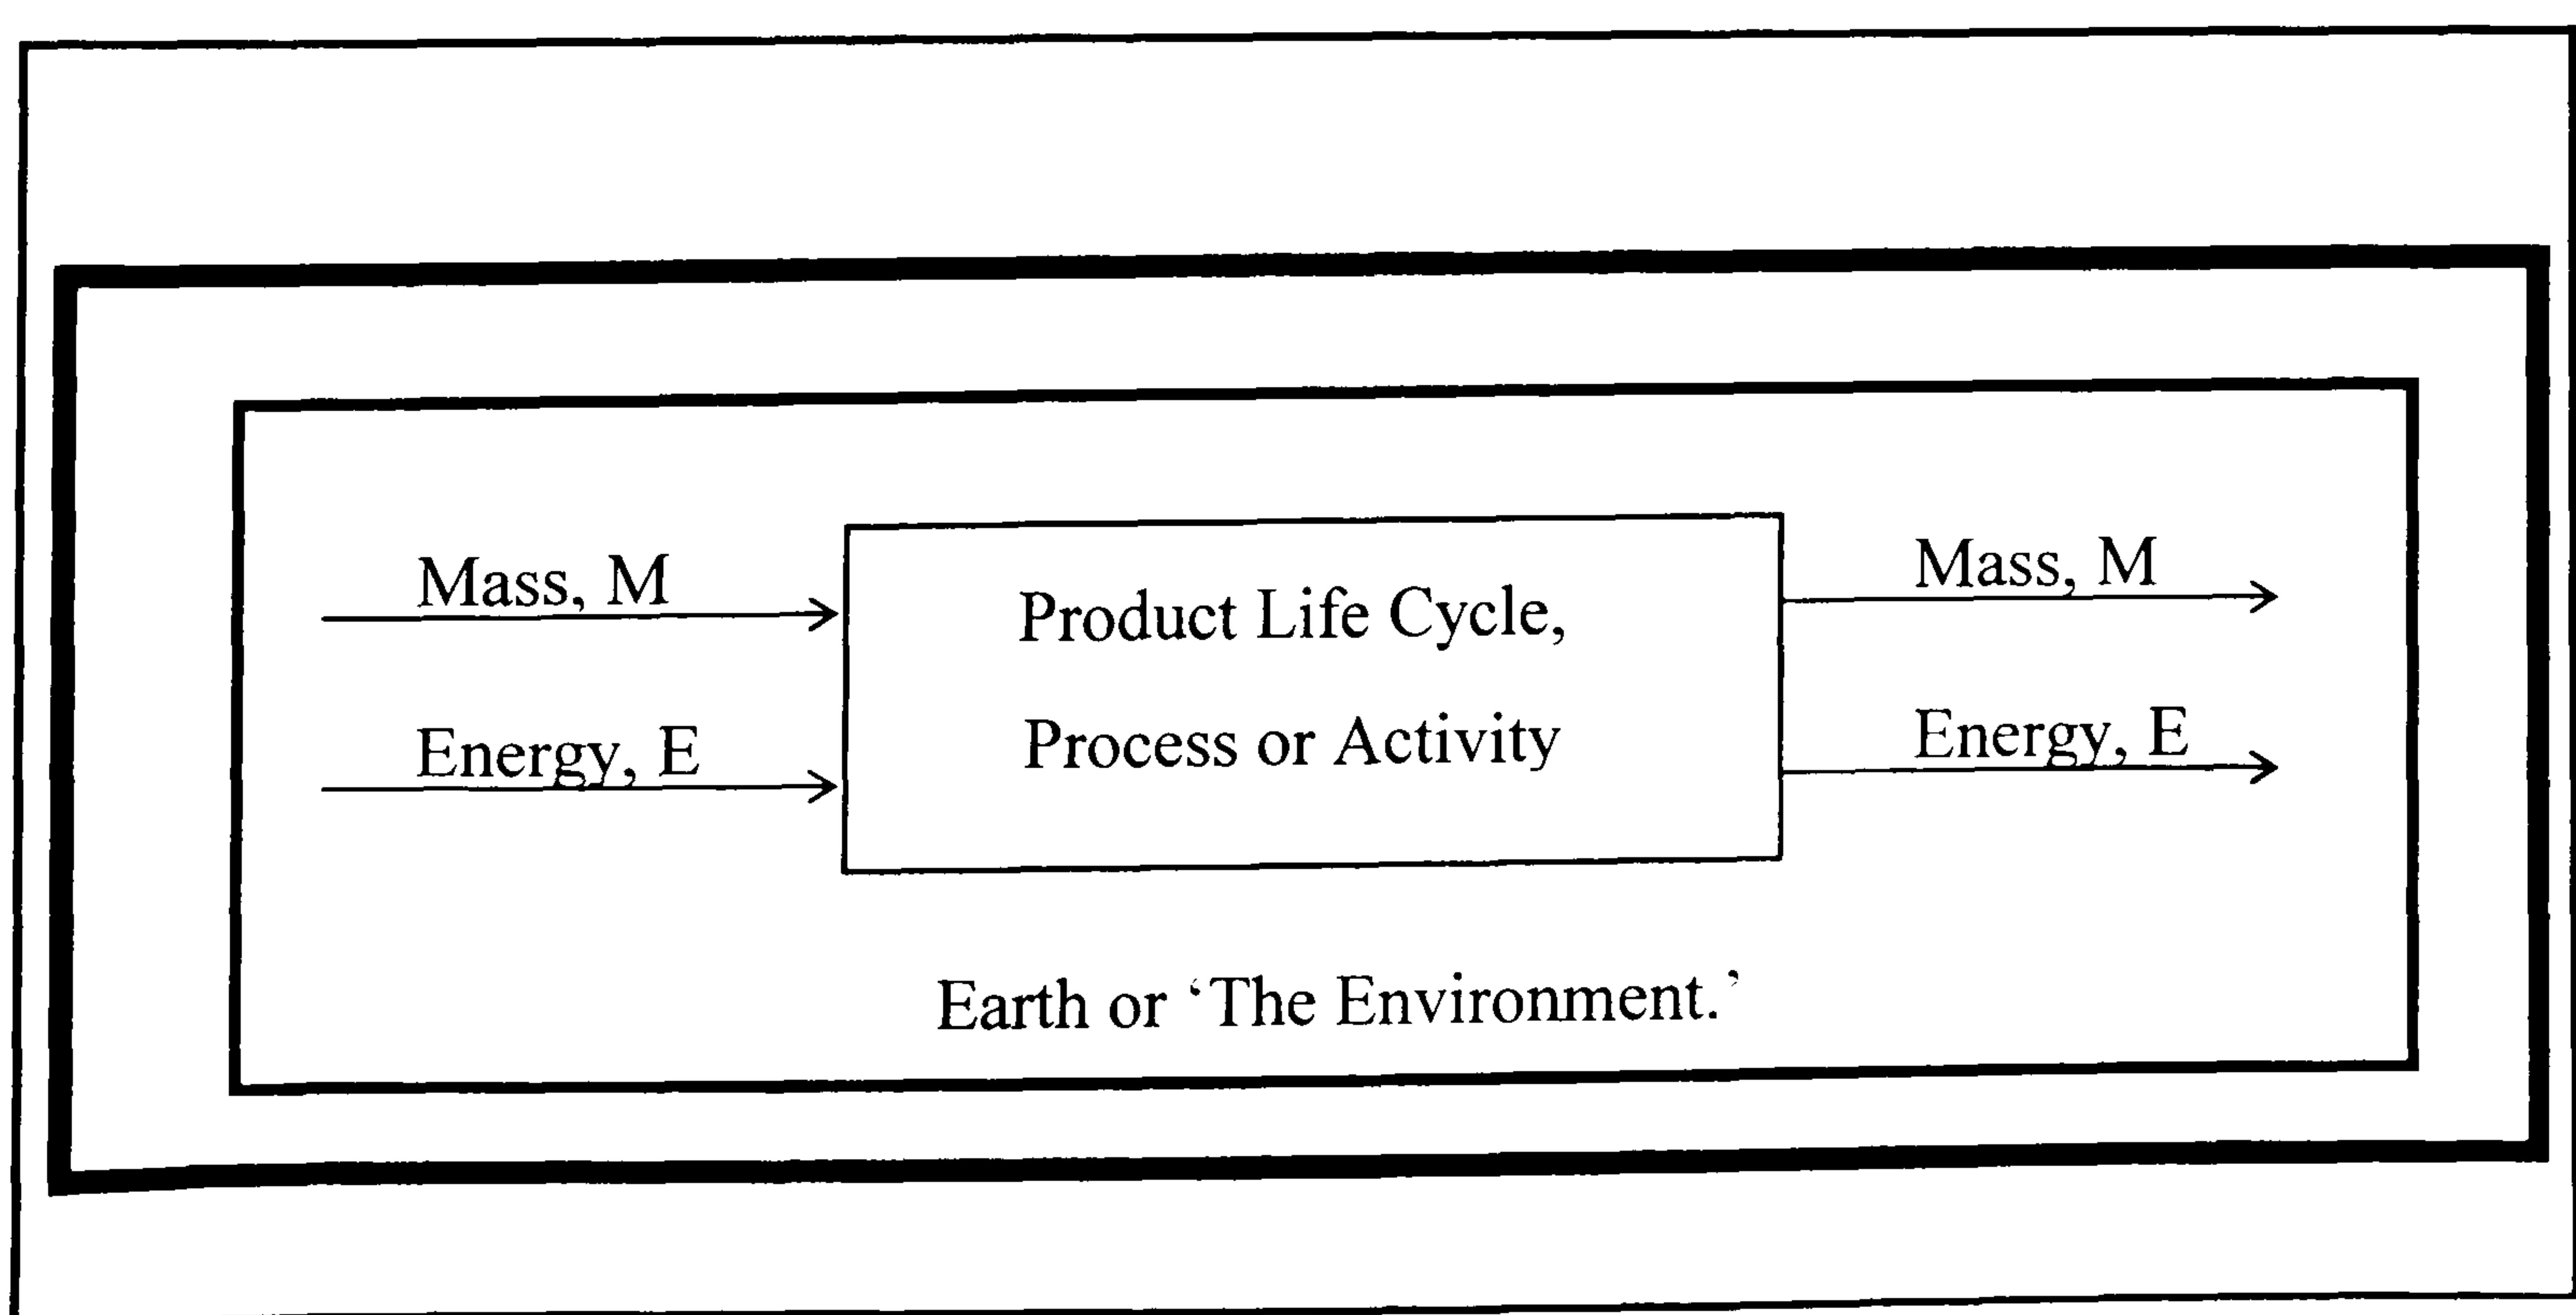 Mass, M
Energy, E
Product Life Cycle,
Process or Activity
Mass, M
Energy, E
Earth or ‘The Environment.’